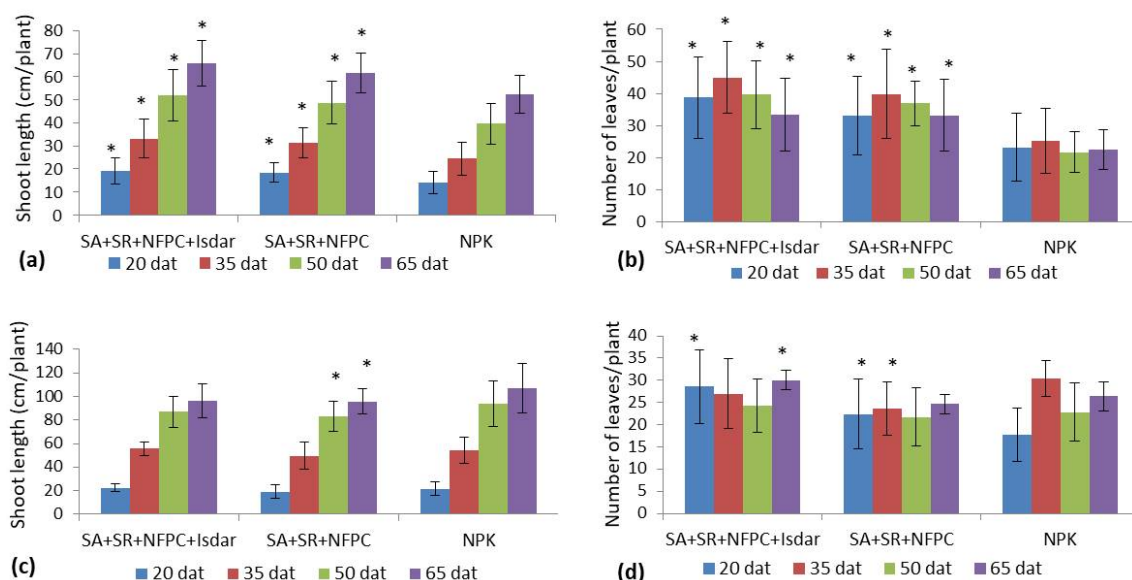 Shoot length (cm/plant)
80
70
60
50
40
30
20
10
0
* * * * * * * *
SA+SR+NFPC+Isdar SA+SR+NFPC NPK
(a)
20 dat 35 dat 50 dat 65 dat
Number of leaves/plant
60
50
40
30
20
10
0
* * * * * * * *
SA+SR+NFPC+Isdar SA+SR+NFPC NPK
(b)
20 dat 35 dat 50 dat 65 dat
Shoot length (cm/plant)
140
120
100
80
60
40
20
0
* *
SA+SR+NFPC+Isdar SA+SR+NFPC NPK
(c)
20 dat 35 dat 50 dat 65 dat
Number of leaves/plant
40
35
30
25
20
15
10
5
0
* * * *
SA+SR+NFPC+Isdar SA+SR+NFPC NPK
(d)
20 dat 35 dat 50 dat 65 dat